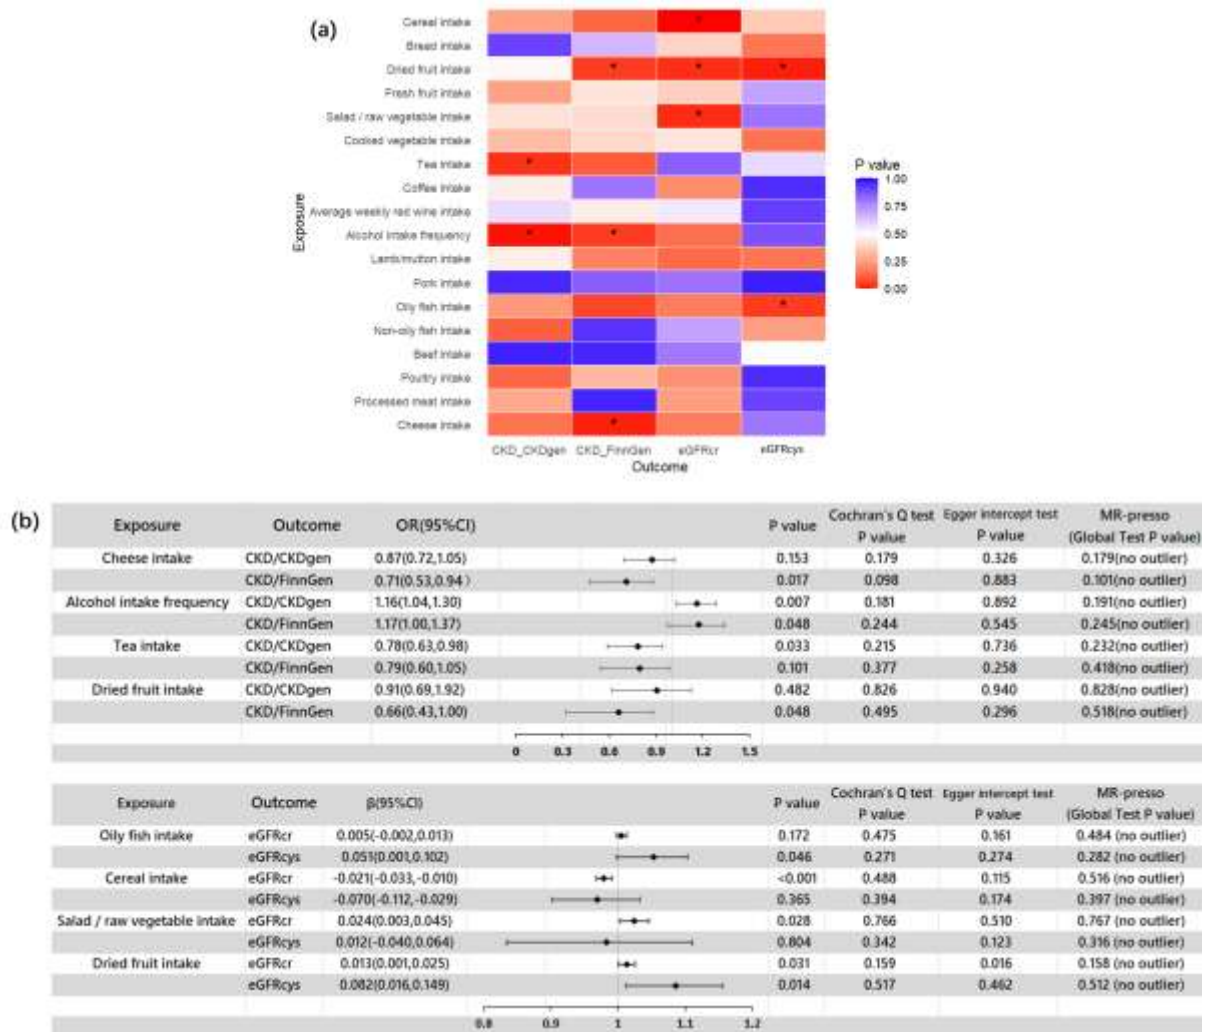 (a)
Cereal intake
Bread intake
Dried fruit intake
Fresh fruit intake
Salad / raw vegetable intake
Cooked vegetable intake
Tea intake
Coffee intake
Average weekly red wine intake
Alcohol intake frequency
Lamb/mutton intake
Pork intake
Oily fish intake
Non-oily fish intake
Beef intake
Poultry intake
Processed meat intake
Cheese intake
Exposure
CKD_CKDgen CKD_FinnGen eGFRcr eGFRcys
Outcome
P value
1.00
0.75
0.50
0.25
0.00
(b)
Exposure Outcome OR(95%CI) P value Cochran's Q test P value Egger intercept test P value MR-presso (Global Test P value)
Cheese intake CKD/CKDgen 0.87(0.72,1.05) 0.153 0.179 0.326 0.179(no outlier)
CKD/FinnGen 0.71(0.53,0.94) 0.017 0.098 0.883 0.101(no outlier)
Alcohol intake frequency CKD/CKDgen 1.16(1.04,1.30) 0.007 0.181 0.892 0.191(no outlier)
CKD/FinnGen 1.17(1.00,1.37) 0.048 0.244 0.545 0.245(no outlier)
Tea intake CKD/CKDgen 0.78(0.63,0.98) 0.033 0.215 0.736 0.232(no outlier)
CKD/FinnGen 0.79(0.60,1.05) 0.101 0.377 0.258 0.418(no outlier)
Dried fruit intake CKD/CKDgen 0.91(0.69,1.92) 0.482 0.826 0.940 0.828(no outlier)
CKD/FinnGen 0.66(0.43,1.00) 0.048 0.495 0.296 0.518(no outlier)
0 0.3 0.6 0.9 1.2 1.5
Exposure Outcome β(95%CI) P value Cochran's Q test P value Egger intercept test P value MR-presso (Global Test P value)
Oily fish intake eGFRcr 0.005(-0.002,0.013) 0.172 0.475 0.161 0.484 (no outlier)
eGFRcys 0.051(0.001,0.102) 0.046 0.271 0.274 0.282 (no outlier)
Cereal intake eGFRcr -0.021(-0.033,-0.010) <0.001 0.488 0.115 0.516 (no outlier)
eGFRcys -0.070(-0.112,-0.029) 0.365 0.394 0.174 0.397 (no outlier)
Salad / raw vegetable intake eGFRcr 0.024(0.003,0.045) 0.028 0.766 0.510 0.767 (no outlier)
eGFRcys 0.012(-0.040,0.064) 0.804 0.342 0.123 0.316 (no outlier)
Dried fruit intake eGFRcr 0.013(0.001,0.025) 0.031 0.159 0.016 0.158 (no outlier)
eGFRcys 0.082(0.016,0.149) 0.014 0.517 0.462 0.512 (no outlier)
0.8 0.9 1 1.1 1.2